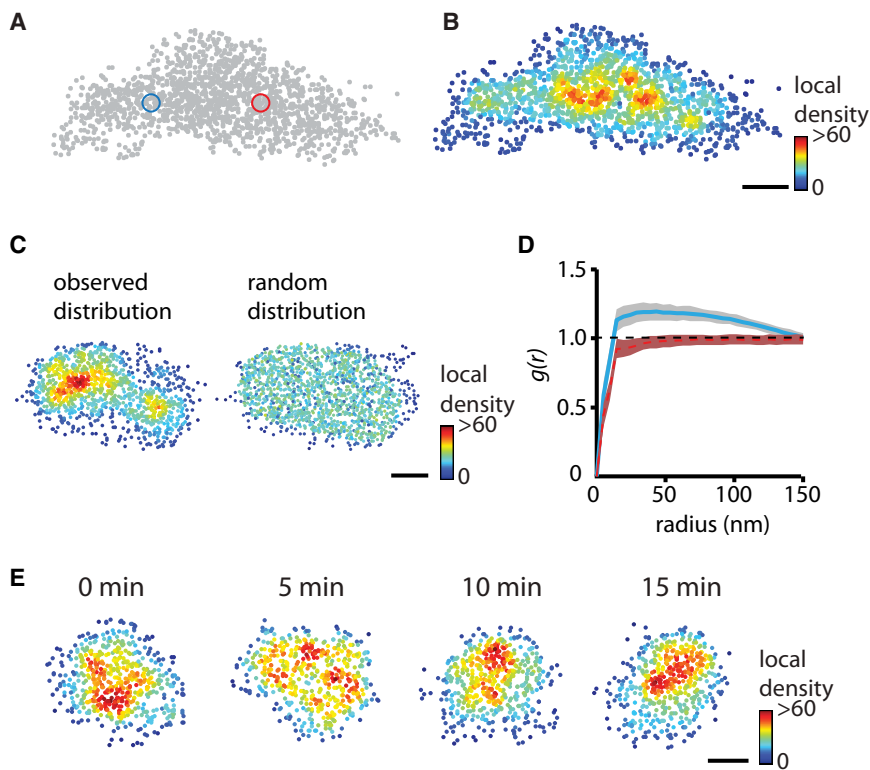 A
B
local
density
>60
0
C
observed
distribution
random
distribution
local
density
>60
0
D
1.5
1.0
0.5
0
g(r)
0
50
100
150
radius (nm)
E
0 min
5 min
10 min
15 min
local
density
>60
0